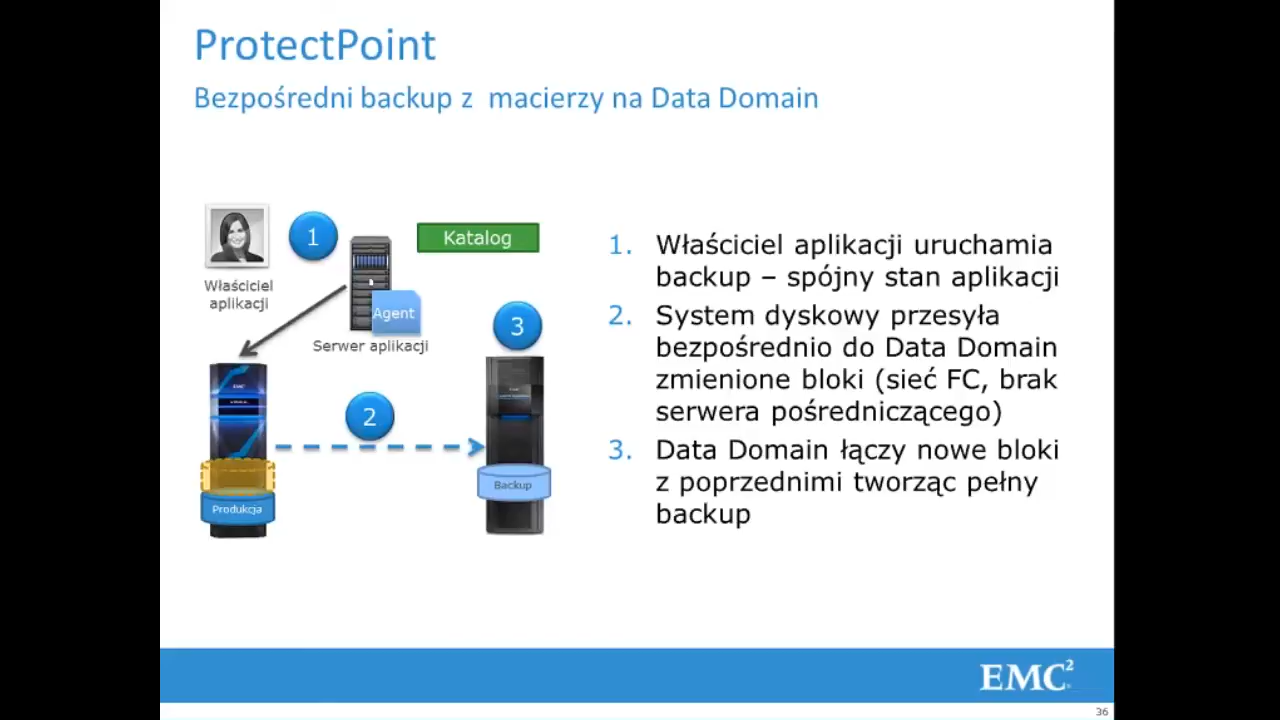 ProtectPoint
Bezpośredni backup z macierzy na Data Domain
1
Katalog
Właściciel
aplikacji
Agent
Serwer aplikacji
3
EMC²
2
Backup
Produkcja
1. Właściciel aplikacji uruchamia
backup – spójny stan aplikacji
2. System dyskowy przesyła
bezpośrednio do Data Domain
zmienione bloki (sieć FC, brak
serwera pośredniczącego)
3. Data Domain łączy nowe bloki
z poprzednimi tworząc pełny
backup
EMC²
36